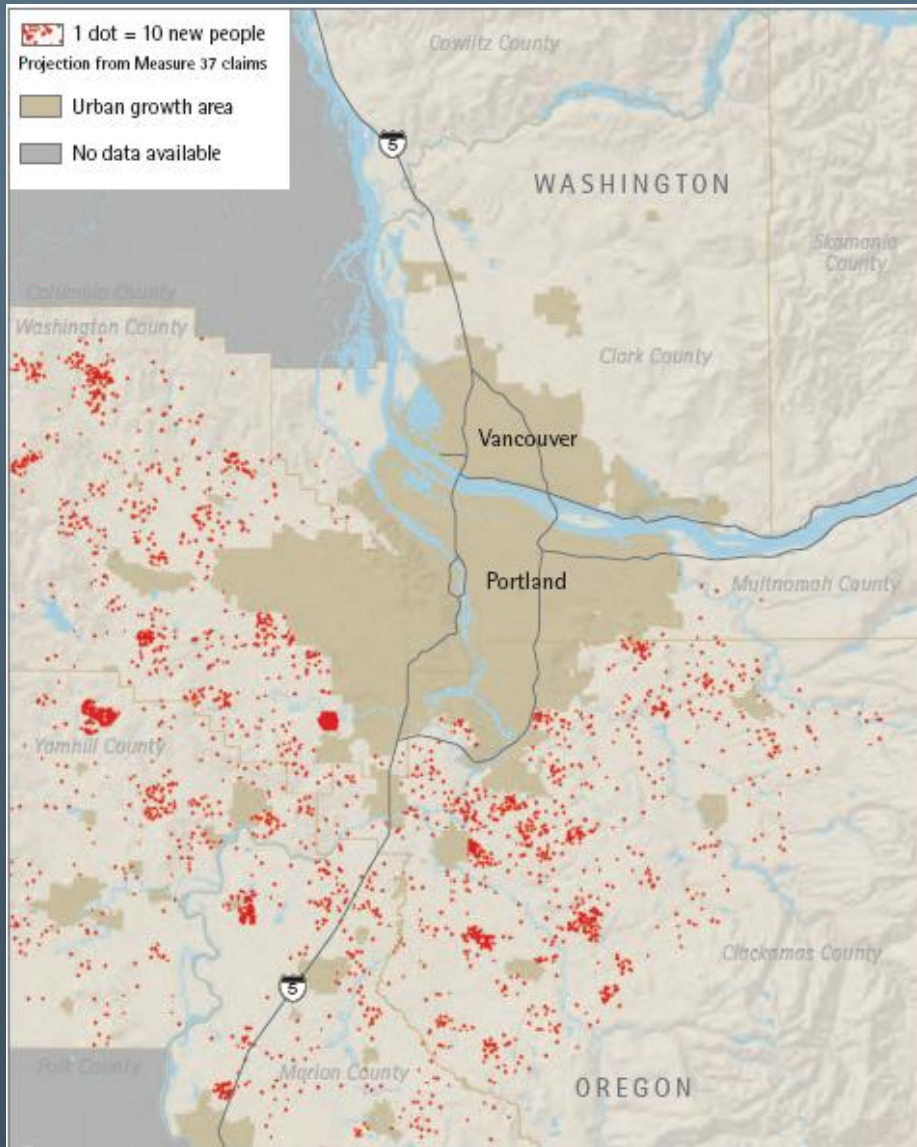 1 dot = 10 new people
Projection from Measure 37 claims
Urban growth area
No data available
Cowlitz County
5
WASHINGTON
Skamania
County
Columbia County
Washington County
Clark County
Vancouver
Portland
Multnomah County
Yamhill County
Clackamas County
5
Polk County
Marion County
OREGON